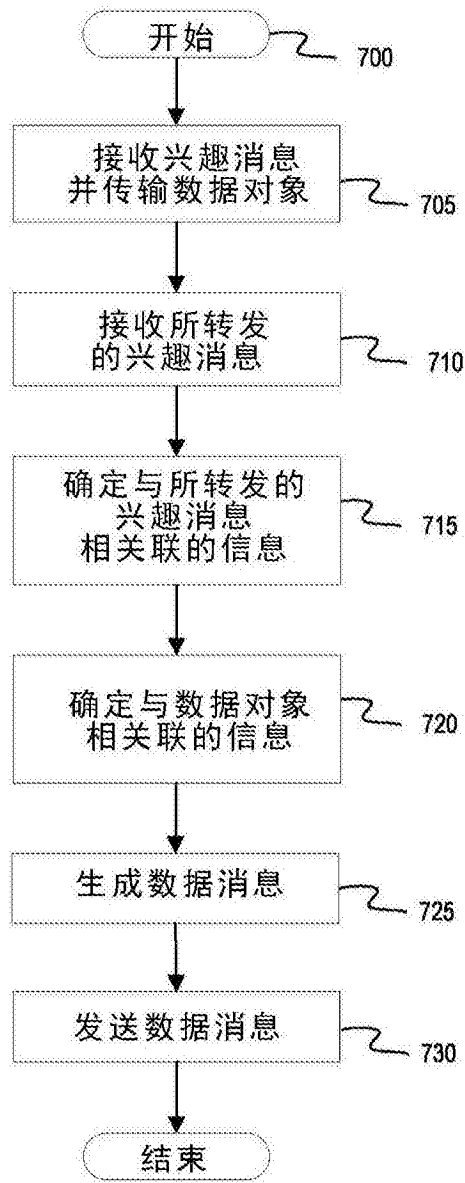 开始
700
接收兴趣消息
并传输数据对象
705
接收所转发
的兴趣消息
710
确定与所转发的
兴趣消息
相关联的信息
715
确定与数据对象
相关联的信息
720
生成数据消息
725
发送数据消息
730
结束